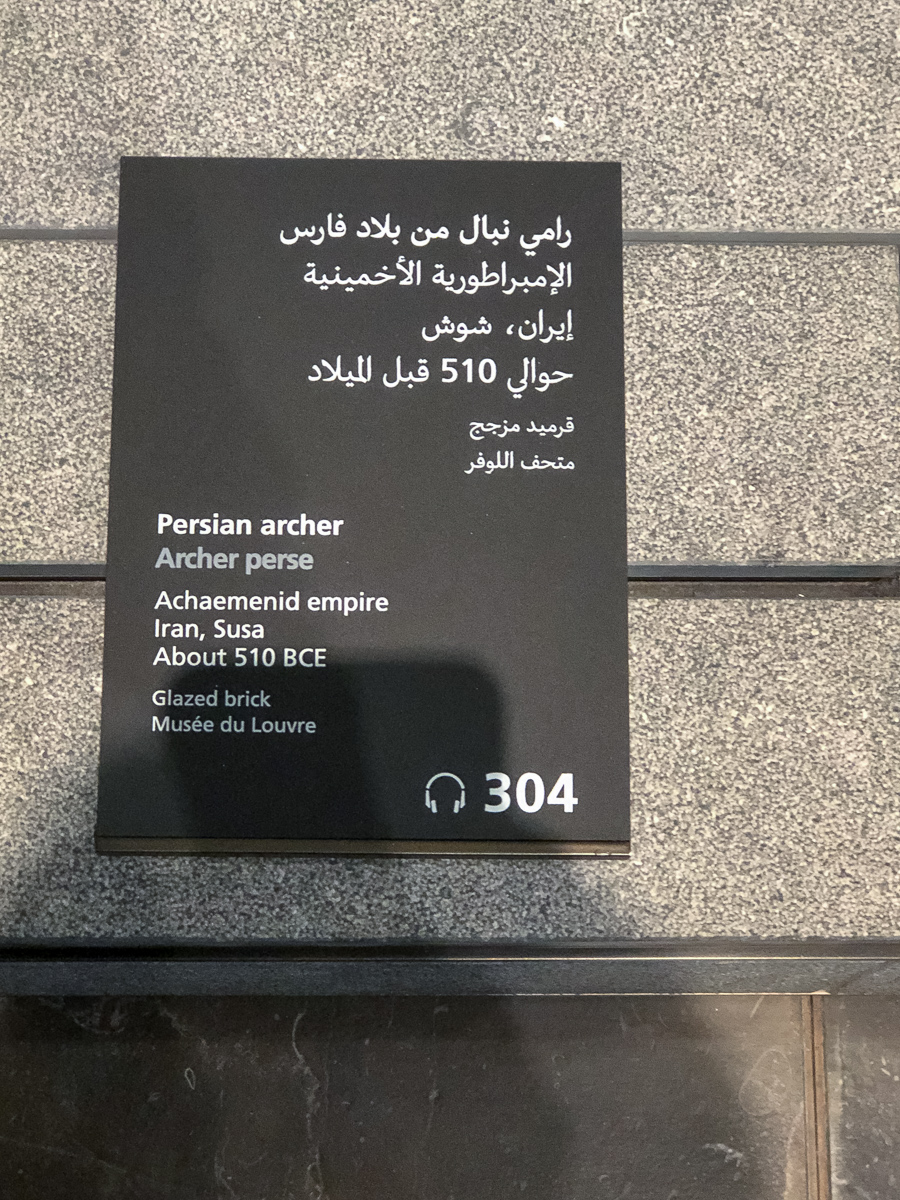 رامي نبال من بلاد فارس
الإمبراطورية الأخمينية
إيران، شوش
حوالي 510 قبل الميلاد
قرميد مزجج
متحف اللوفر
Persian archer
Archer perse
Achaemenid empire
Iran, Susa
About 510 BCE
Glazed brick
Musée du Louvre
304